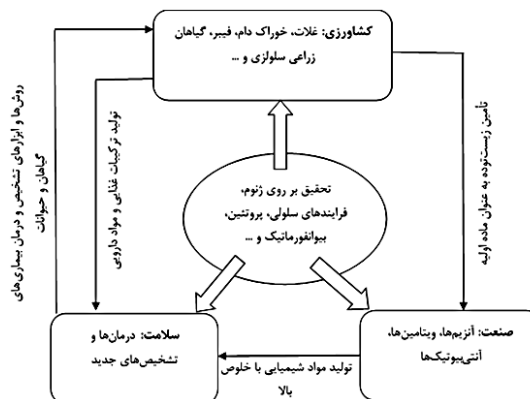 کشاورزی: غلات، خوراک دام، فیبر، گیاهان
زراعی سلولزی و ...
روش‌ها و ابزارهای تشخیص و درمان بیماری‌های
گیاهان و حیوانات
تولید ترکیبات غذایی و مواد دارویی
تأمین زیست‌توده به عنوان ماده اولیه
تحقیق بر روی ژنوم،
فرایندهای سلولی، پروتئین،
بیوانفورماتیک و ...
سلامت: درمان‌ها و
تشخیص‌های جدید
تولید مواد شیمیایی با خلوص
بالا
صنعت: آنزیم‌ها، ویتامین‌ها،
آنتی‌بیوتیک‌ها